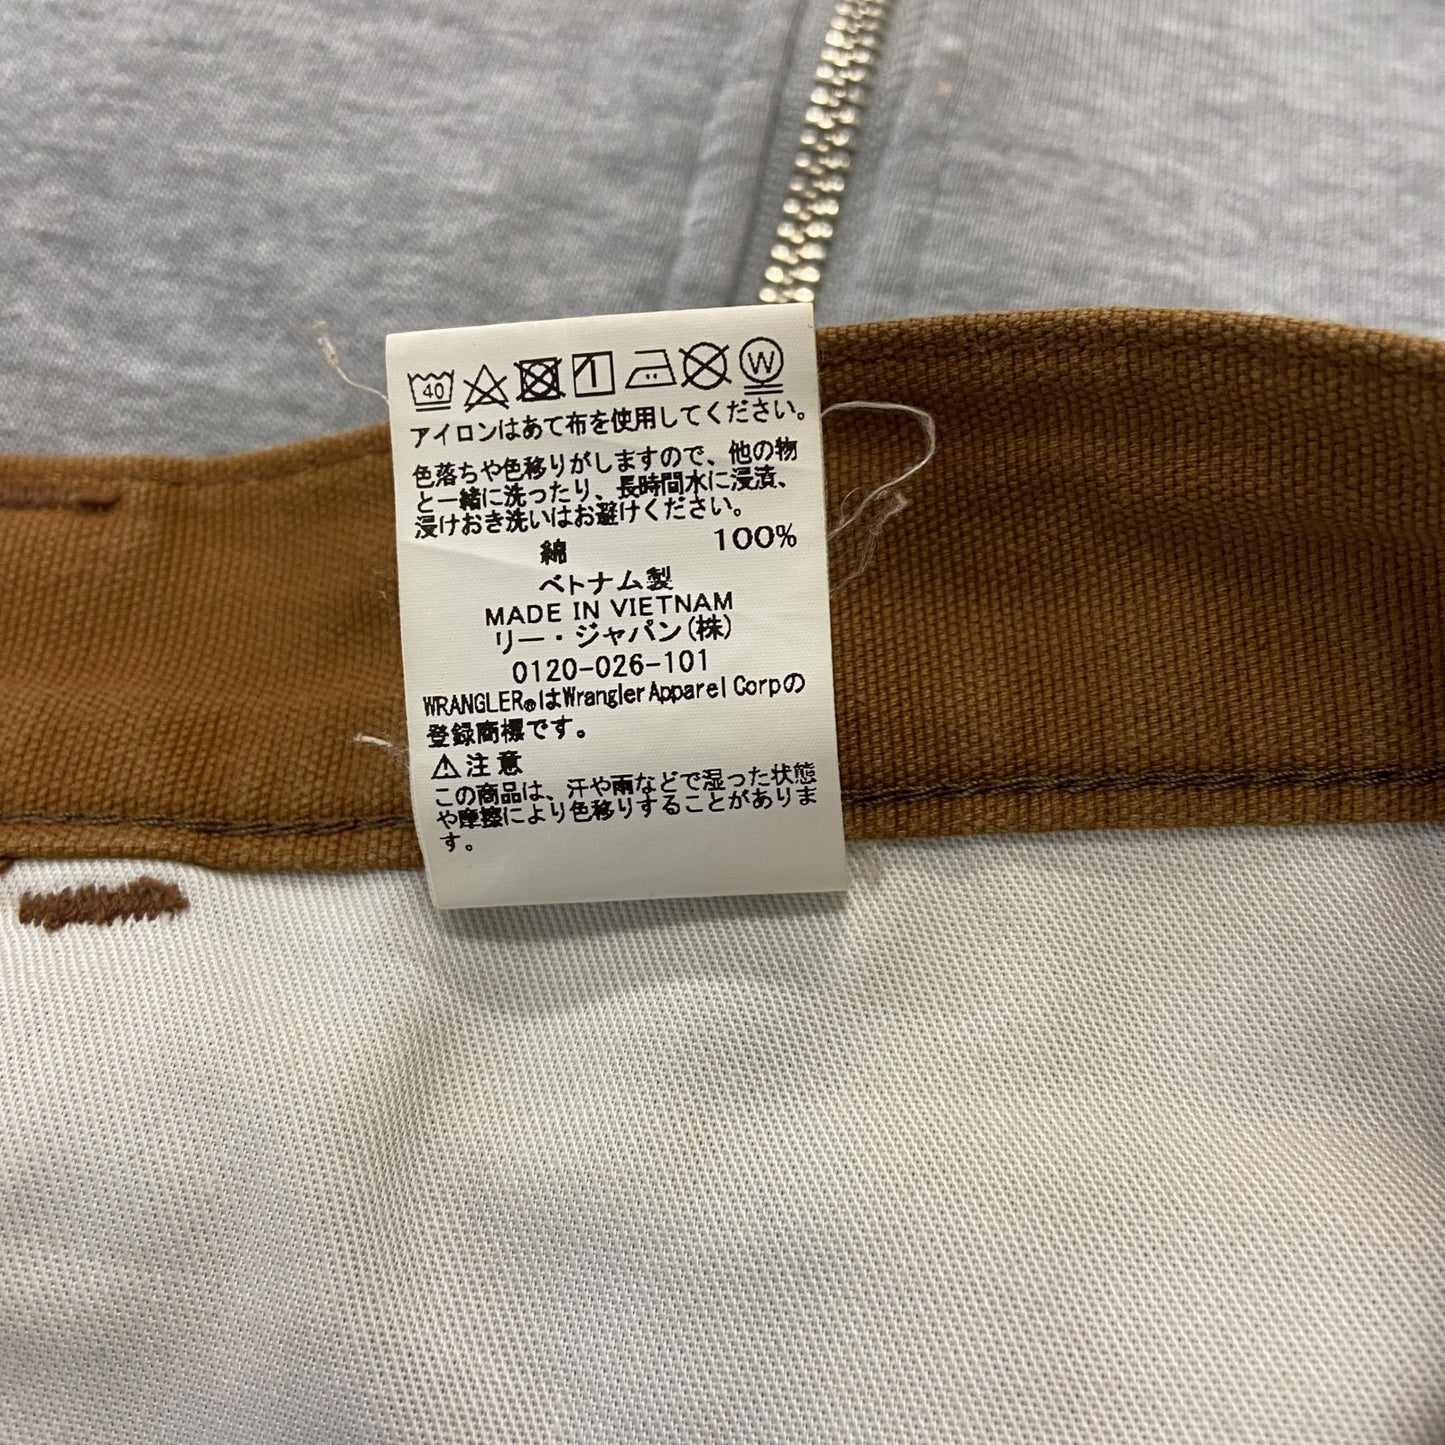 40 W
アイロンはあて布を使用してください。
色落ちや色移りがしますので、他の物
と一緒に洗ったり、長時間水に浸漬、
浸けおき洗いはお避けください。
綿 100%
ベトナム製
MADE IN VIETNAM
リー・ジャパン(株)
0120-026-101
WRANGLER®はWrangler Apparel Corpの
登録商標です。
⚠注意
この商品は、汗や雨などで湿った状態
や摩擦により色移りすることがありま
す。